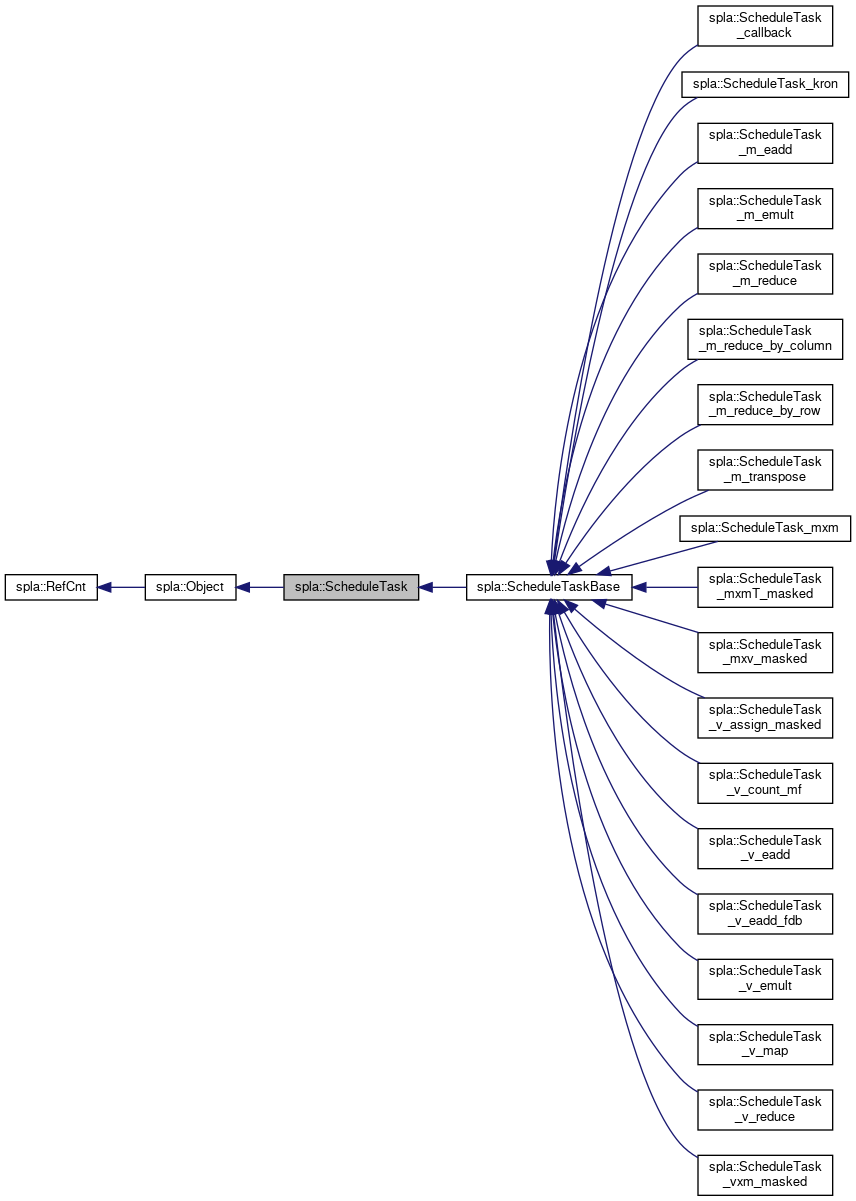 spla::ScheduleTask
_callback
spla::ScheduleTask_kron
spla::ScheduleTask
_m_eadd
spla::ScheduleTask
_m_emult
spla::ScheduleTask
_m_reduce
spla::ScheduleTask
_m_reduce_by_column
spla::ScheduleTask
_m_reduce_by_row
spla::ScheduleTask
_m_transpose
spla::ScheduleTask_mxm
spla::RefCnt
spla::Object
spla::ScheduleTask
spla::ScheduleTaskBase
spla::ScheduleTask
_mxmT_masked
spla::ScheduleTask
_mxv_masked
spla::ScheduleTask
_v_assign_masked
spla::ScheduleTask
_v_count_mf
spla::ScheduleTask
_v_eadd
spla::ScheduleTask
_v_eadd_fdb
spla::ScheduleTask
_v_emult
spla::ScheduleTask
_v_map
spla::ScheduleTask
_v_reduce
spla::ScheduleTask
_vxm_masked